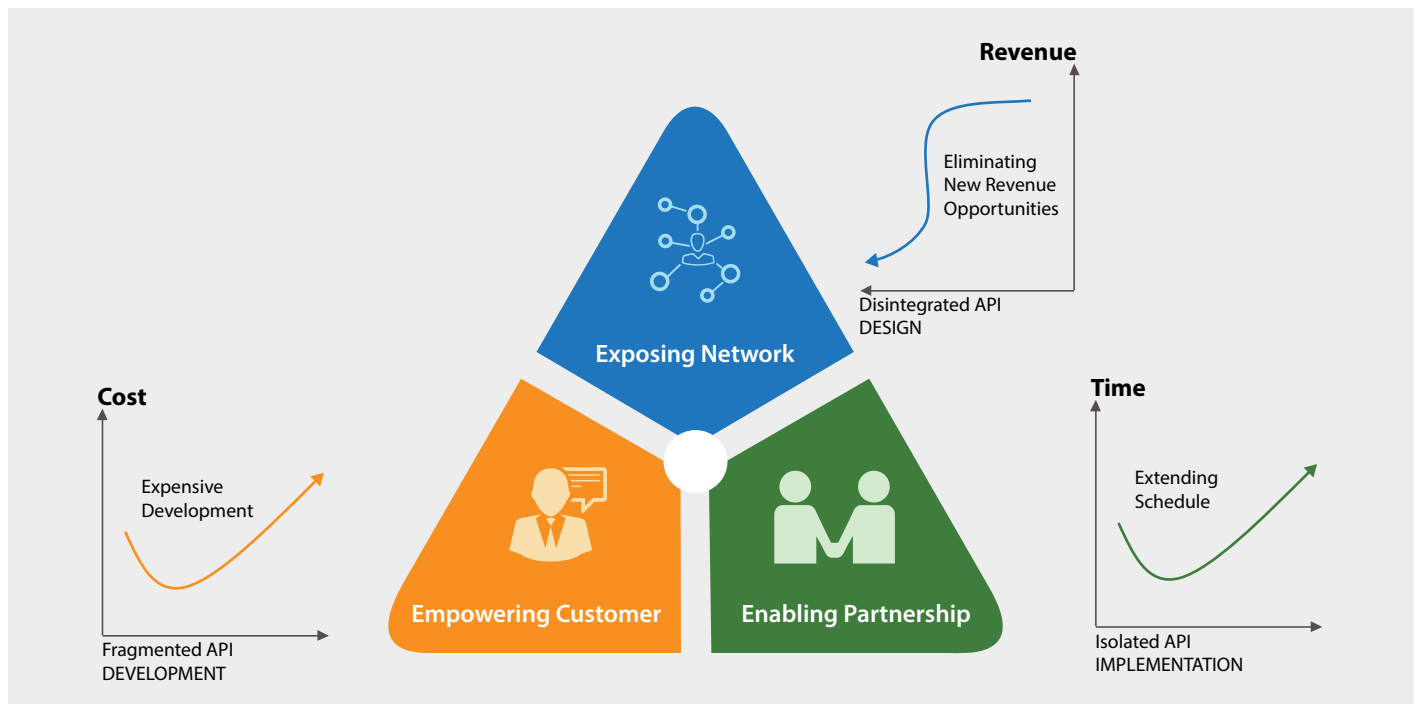 Revenue
Eliminating
New Revenue
Opportunities
Disintegrated API
DESIGN
Exposing Network
Cost
Expensive
Development
Fragmented API
DEVELOPMENT
Empowering Customer
Enabling Partnership
Time
Extending
Schedule
Isolated API
IMPLEMENTATION